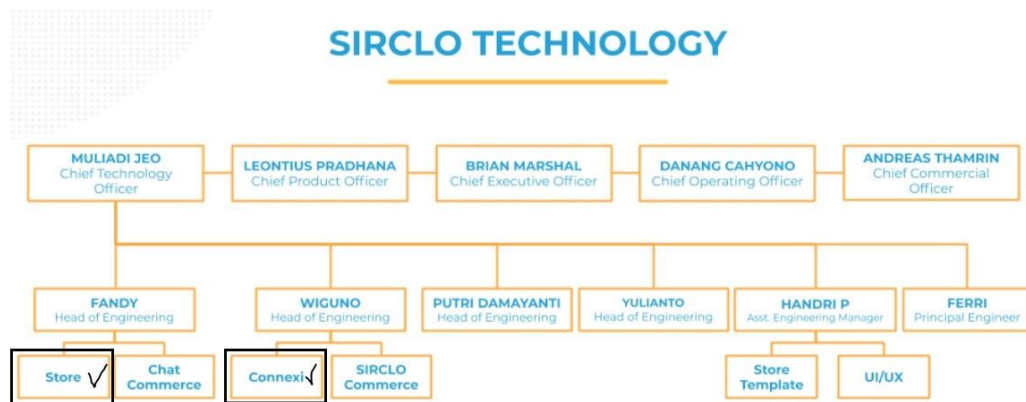 SIRCLO TECHNOLOGY
MULIADI JEO
Chief Technology
Officer
LEONTIUS PRADHANA
Chief Product Officer
BRIAN MARSHAL
Chief Executive Officer
DANANG CAHYONO
Chief Operating Officer
ANDREAS THAMRIN
Chief Commercial
Officer
FANDY
Head of Engineering
WIGUNO
Head of Engineering
PUTRI DAMAYANTI
Head of Engineering
YULIANTO
Head of Engineering
HANDRI P
Asst. Engineering Manager
FERRI
Principal Engineer
Store
Chat
Commerce
Connexi
SIRCLO
Commerce
Store
Template
UI/UX